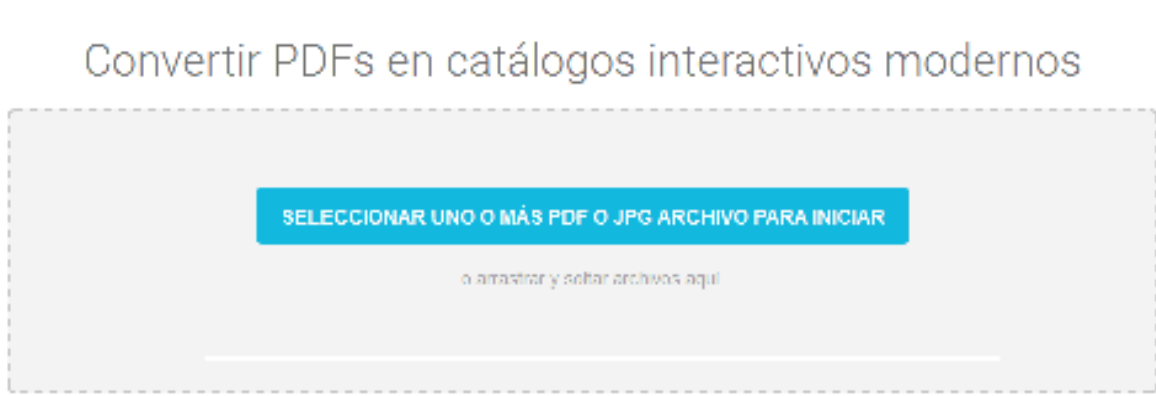 Convertir PDFs en catálogos interactivos modernos
SELECCIONAR UNO O MÁS PDF O JPG ARCHIVO PARA INICIAR
o arrastrar y soltar archivos aquí